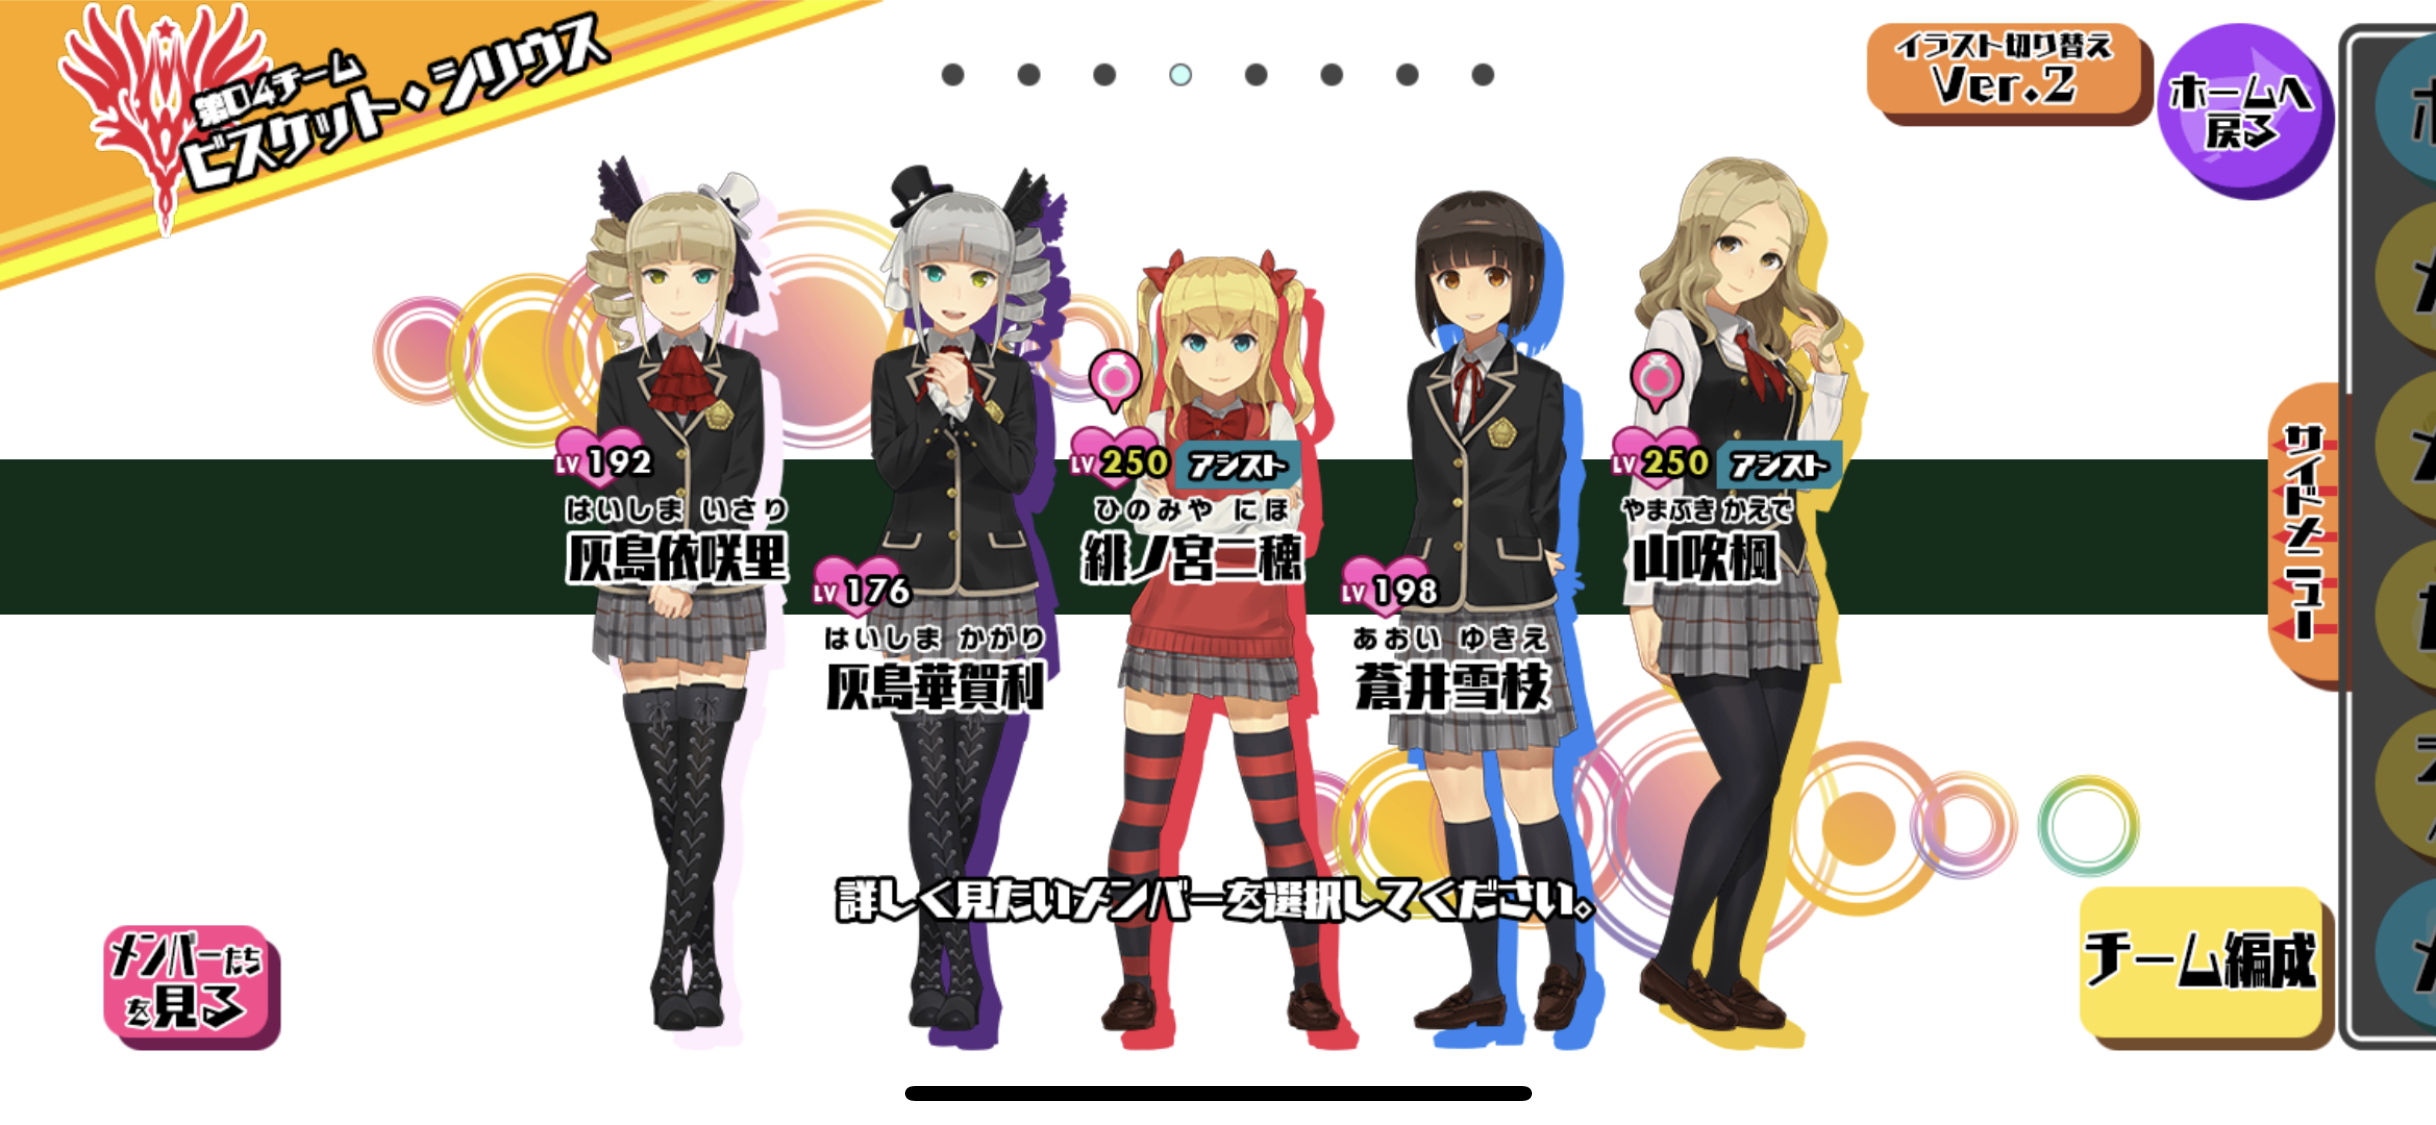 第04チーム
ビスケット・シリウス
イラスト切り替え
Ver.2
ホームへ
戻る
LV 192
はいしま いさり
灰島依咲里
LV 176
はいしま かがり
灰島華賀利
LV 250 アシスト
ひのみや にほ
緋ノ宮二穂
LV 198
あおい ゆきえ
蒼井雪枝
LV 250 アシスト
やまぶき かえで
山吹楓
サイドメニュー
詳しく見たいメンバーを選択してください。
メンバーたち
を見る
チーム編成